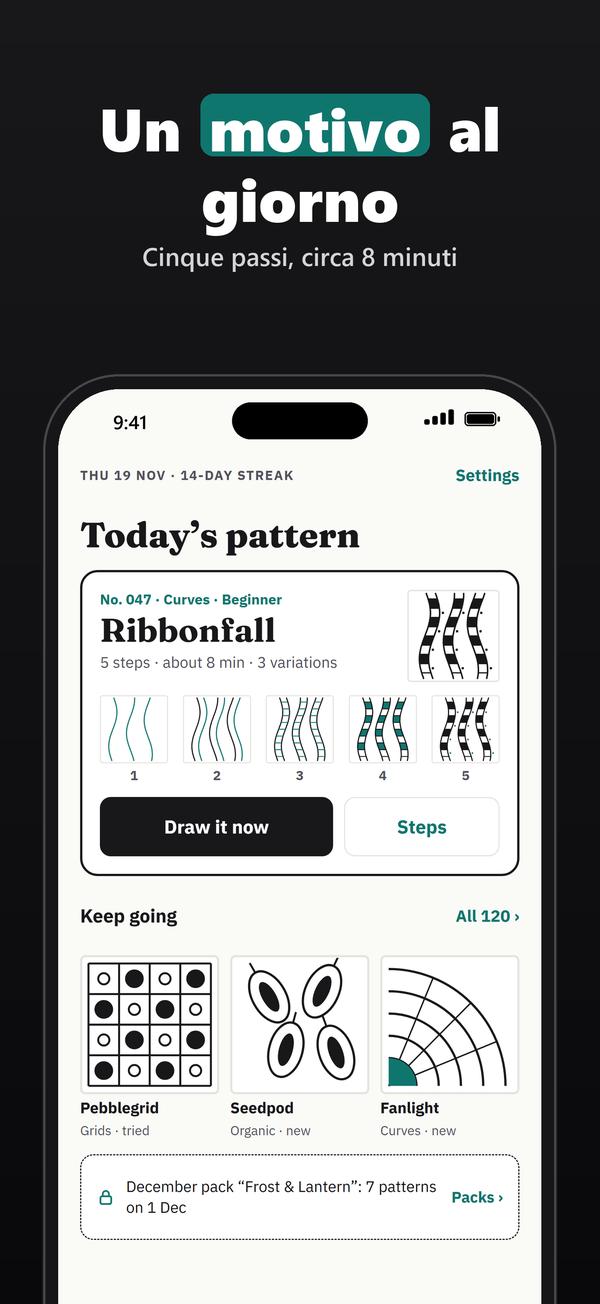 Un motivo al
giorno
Cinque passi, circa 8 minuti
9:41
THU 19 NOV · 14-DAY STREAK
Settings
Today’s pattern
No. 047 · Curves · Beginner
Ribbonfall
5 steps · about 8 min · 3 variations
1 2 3 4 5
Draw it now
Steps
Keep going
All 120 ›
Pebblegrid
Grids · tried
Seedpod
Organic · new
Fanlight
Curves · new
December pack “Frost & Lantern”: 7 patterns
on 1 Dec
Packs ›